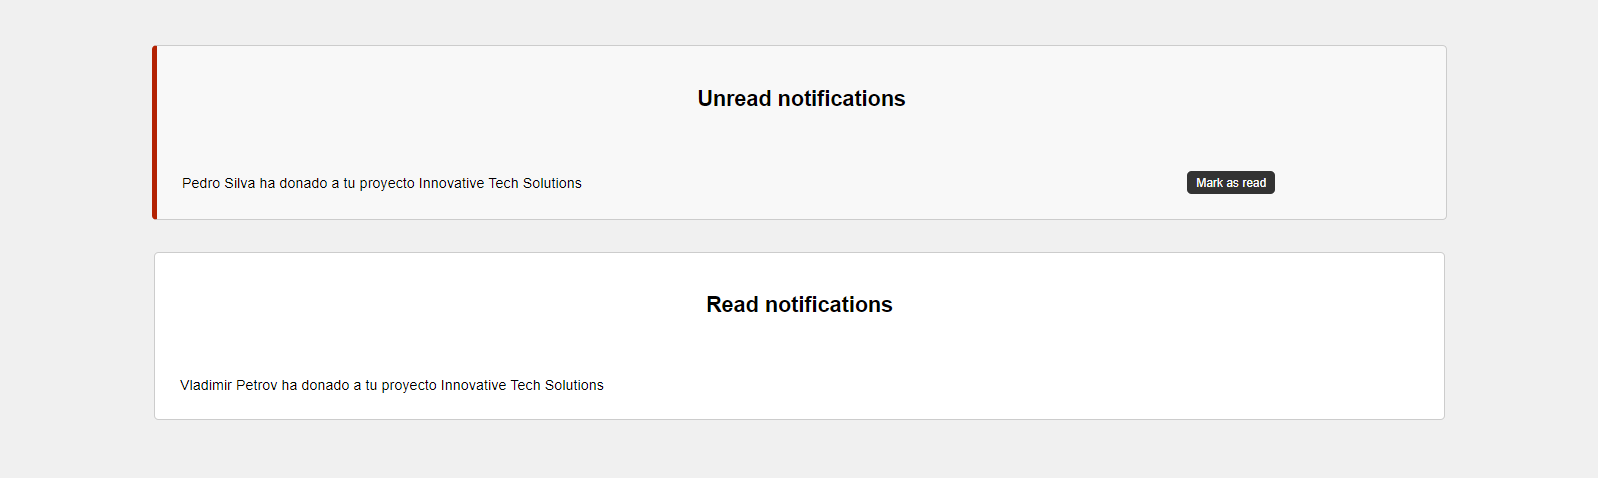 Unread notifications
Pedro Silva ha donado a tu proyecto Innovative Tech Solutions
Mark as read
Read notifications
Vladimir Petrov ha donado a tu proyecto Innovative Tech Solutions